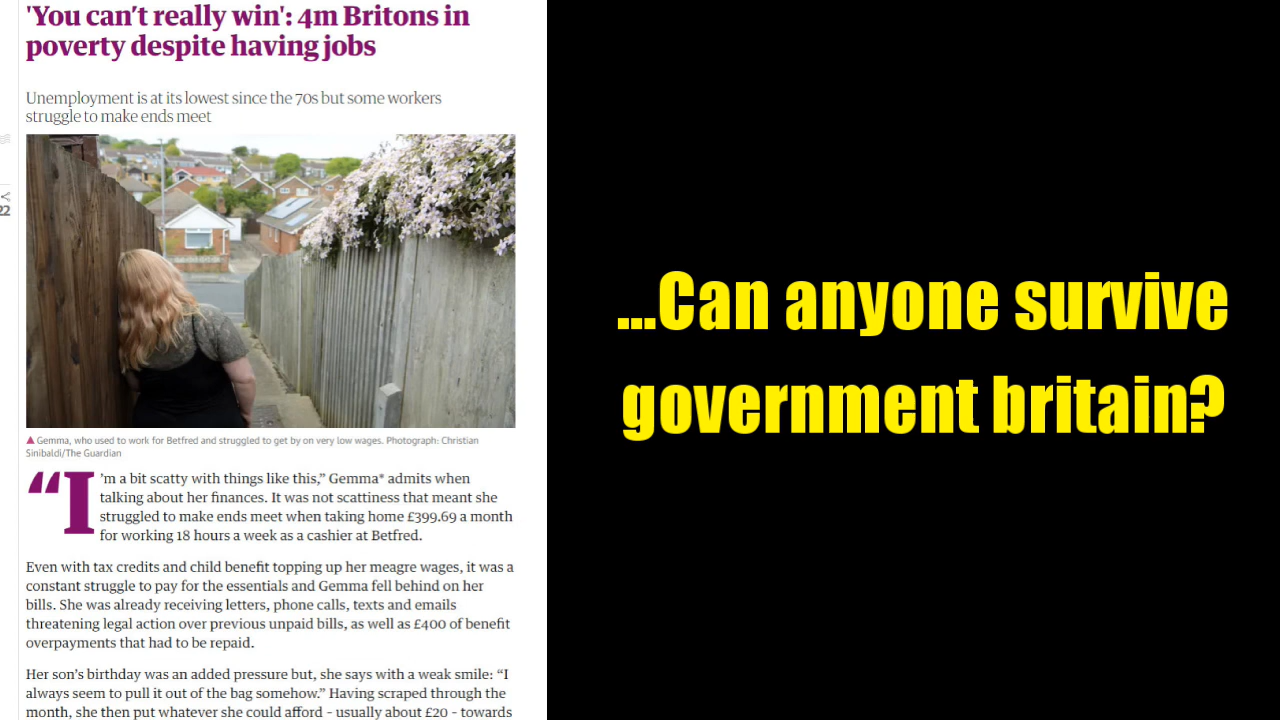 'You can’t really win': 4m Britons in
poverty despite having jobs
Unemployment is at its lowest since the 70s but some workers
struggle to make ends meet
22
▲ Gemma, who used to work for Betfred and struggled to get by on very low wages. Photograph: Christian
Sinibaldi/The Guardian
“I’m a bit scatty with things like this,” Gemma* admits when
talking about her finances. It was not scattiness that meant she
struggled to make ends meet when taking home £399.69 a month
for working 18 hours a week as a cashier at Betfred.
Even with tax credits and child benefit topping up her meagre wages, it was a
constant struggle to pay for the essentials and Gemma fell behind on her
bills. She was already receiving letters, phone calls, texts and emails
threatening legal action over previous unpaid bills, as well as £400 of benefit
overpayments that had to be repaid.
Her son’s birthday was an added pressure but, she says with a weak smile: “I
always seem to pull it out of the bag somehow.” Having scraped through the
month, she then put whatever she could afford - usually about £20 - towards
...Can anyone survive
government britain?